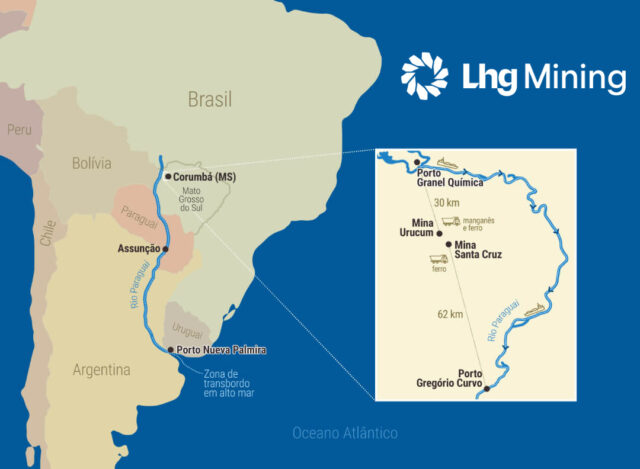 Lhg Mining
Brasil
Peru
Bolívia
Corumbá (MS)
Mato
Grosso
do Sul
Paraguai
Chile
Assunção
Rio Paraguai
Uruguai
Porto Nueva Palmira
Argentina
Zona de
transbordo
em alto mar
Oceano Atlântico
Porto
Granel Química
30 km
manganês
e ferro
Mina
Urucum
Mina
Santa Cruz
ferro
62 km
Rio Paraguai
Porto
Gregório Curvo